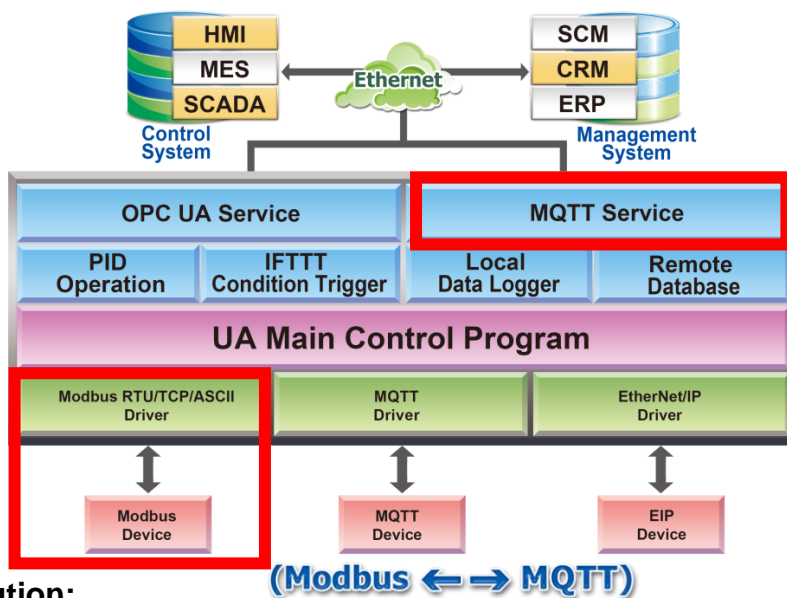 HMI
MES
SCADA
Control
System
Ethernet
SCM
CRM
ERP
Management
System
OPC UA Service
MQTT Service
PID
Operation
IFTTT
Condition Trigger
Local
Data Logger
Remote
Database
UA Main Control Program
Modbus RTU/TCP/ASCII
Driver
MQTT
Driver
EtherNet/IP
Driver
Modbus
Device
MQTT
Device
EIP
Device
(Modbus ←→ MQTT)
ution: